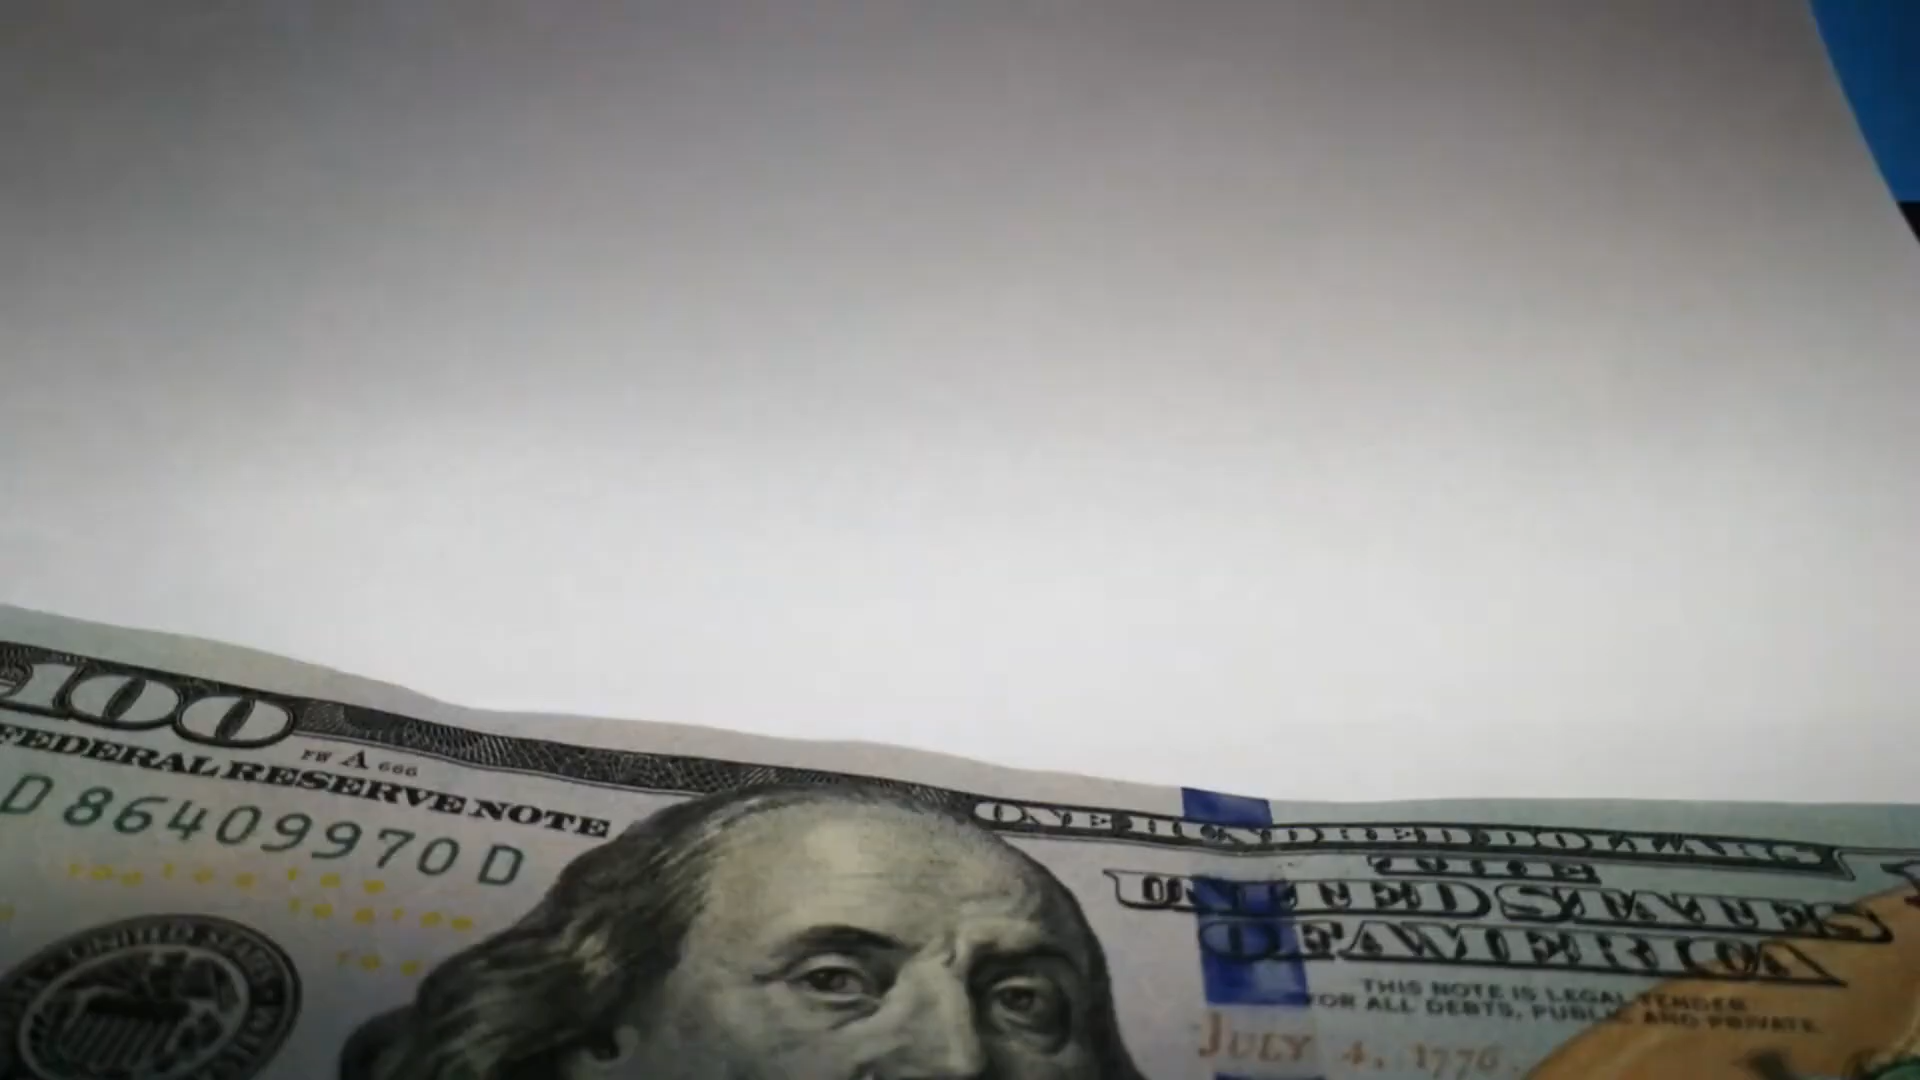 100
FEDERAL RESERVE NOTE
FW A 666
D 86409970 D
ONE HUNDRED DOLLARS
THE
UNITED STATES
OF AMERICA
THIS NOTE IS LEGAL TENDER
FOR ALL DEBTS, PUBLIC AND PRIVATE
JULY 4, 1776